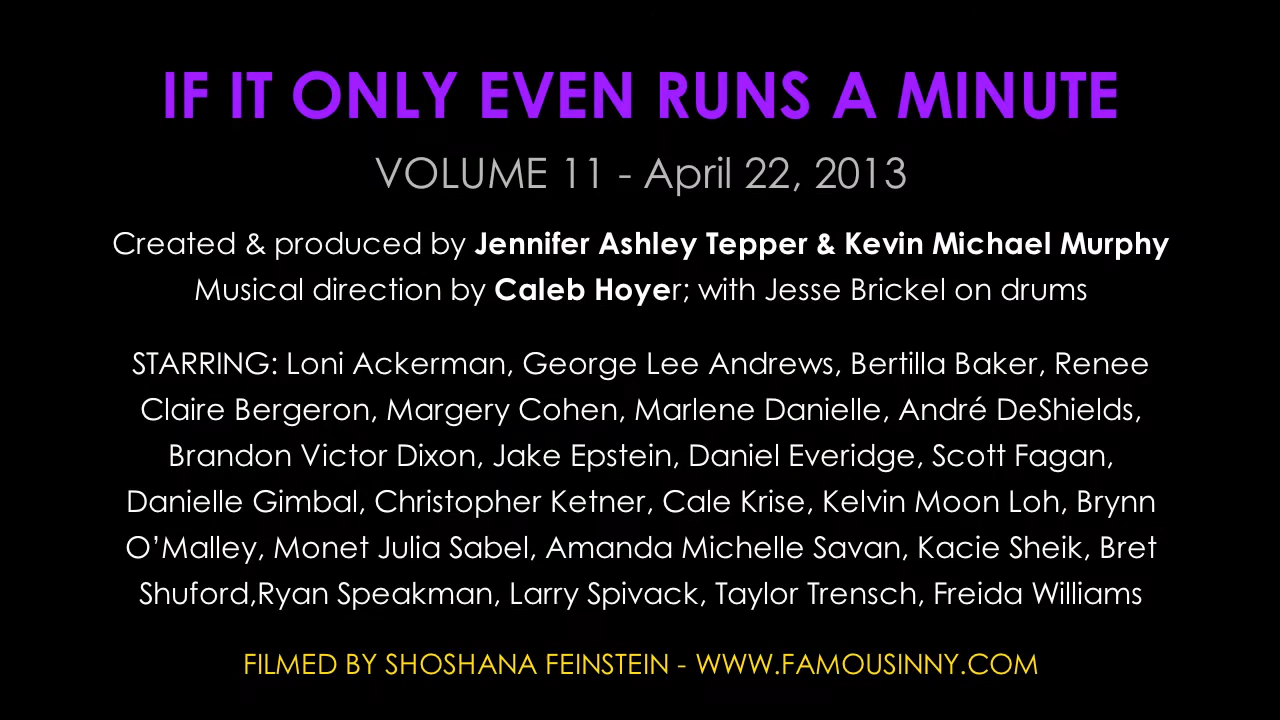 IF IT ONLY EVEN RUNS A MINUTE
VOLUME 11 - April 22, 2013
Created & produced by Jennifer Ashley Tepper & Kevin Michael Murphy
Musical direction by Caleb Hoyer; with Jesse Brickel on drums
STARRING: Loni Ackerman, George Lee Andrews, Bertilla Baker, Renee
Claire Bergeron, Margery Cohen, Marlene Danielle, André DeShields,
Brandon Victor Dixon, Jake Epstein, Daniel Everidge, Scott Fagan,
Danielle Gimbal, Christopher Ketner, Cale Krise, Kelvin Moon Loh, Brynn
O’Malley, Monet Julia Sabel, Amanda Michelle Savan, Kacie Sheik, Bret
Shuford,Ryan Speakman, Larry Spivack, Taylor Trensch, Freida Williams
FILMED BY SHOSHANA FEINSTEIN - WWW.FAMOUSINNY.COM